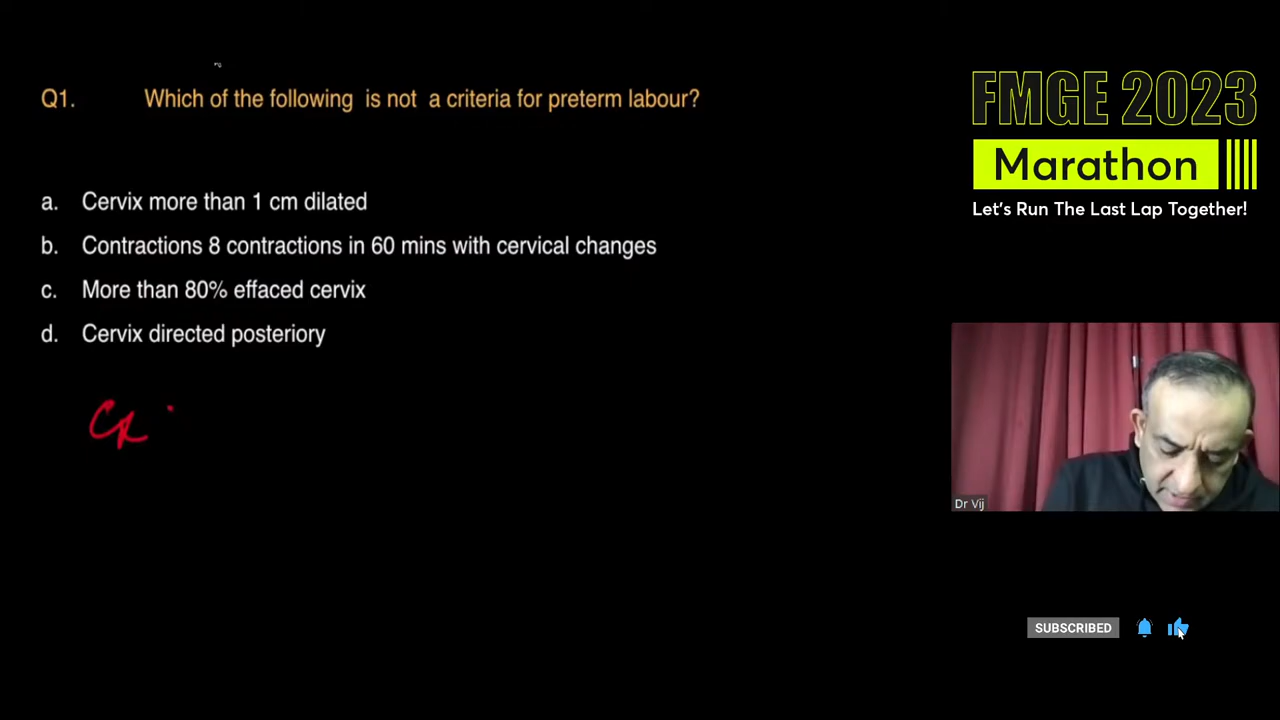 Q1. Which of the following is not a criteria for preterm labour?
a. Cervix more than 1 cm dilated
b. Contractions 8 contractions in 60 mins with cervical changes
c. More than 80% effaced cervix
d. Cervix directed posteriory
FMGE 2023
Marathon
Let's Run The Last Lap Together!
Dr Vij
SUBSCRIBED